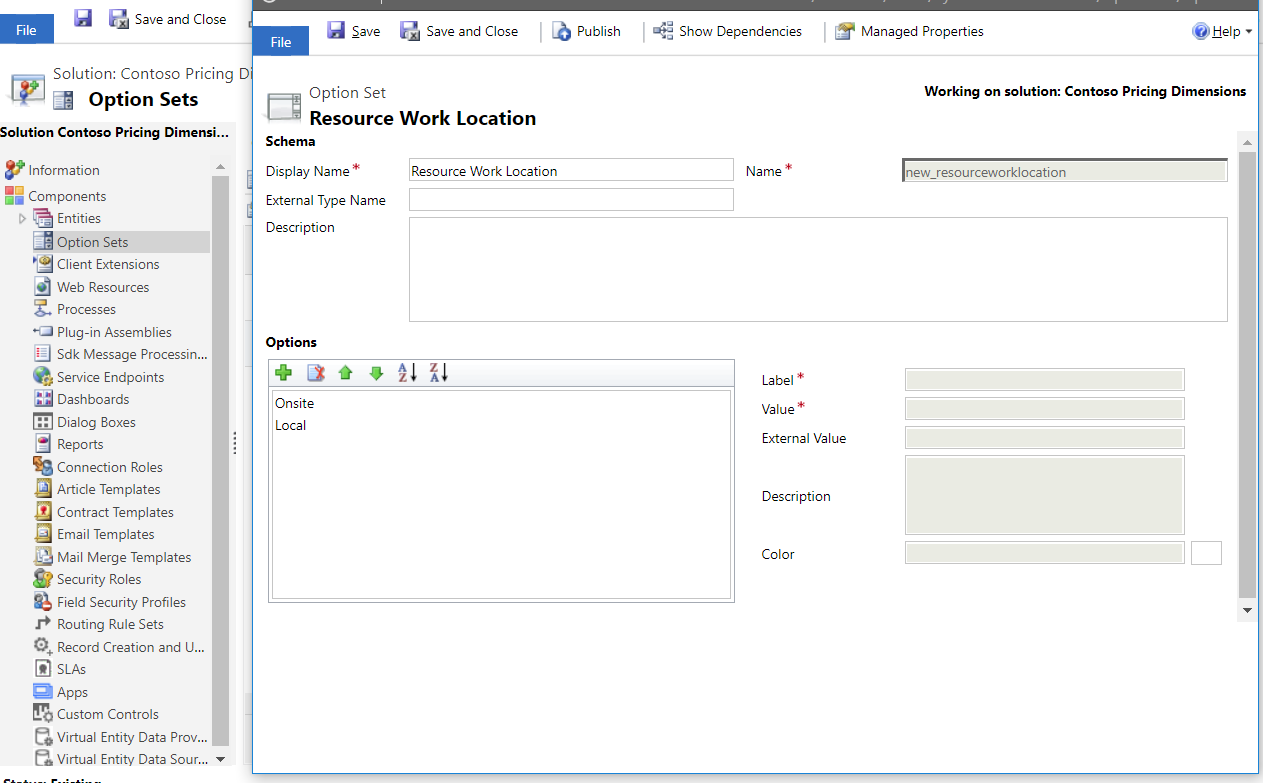 File
Save and Close
Solution: Contoso Pricing Di
Option Sets
Solution Contoso Pricing Dimensi...
Information
Components
Entities
Option Sets
Client Extensions
Web Resources
Processes
Plug-in Assemblies
Sdk Message Processin...
Service Endpoints
Dashboards
Dialog Boxes
Reports
Connection Roles
Article Templates
Contract Templates
Email Templates
Mail Merge Templates
Security Roles
Field Security Profiles
Routing Rule Sets
Record Creation and U...
SLAs
Apps
Custom Controls
Virtual Entity Data Prov...
Virtual Entity Data Sour...
Status: Existing
File
Save
Save and Close
Publish
Show Dependencies
Managed Properties
Help
Option Set
Resource Work Location
Working on solution: Contoso Pricing Dimensions
Schema
Display Name * Resource Work Location Name * new_resourceworklocation
External Type Name
Description
Options
Onsite
Local
Label *
Value *
External Value
Description
Color